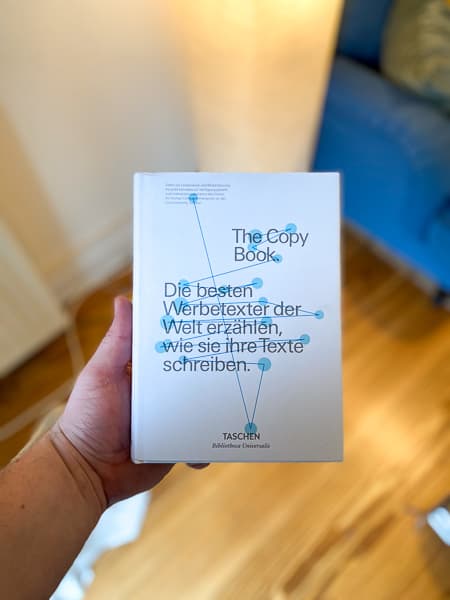 The Copy
Book.
Die besten
Werbetexter der
Welt erzählen,
wie sie ihre Texte
schreiben.
TASCHEN
Bibliotheca Universalis